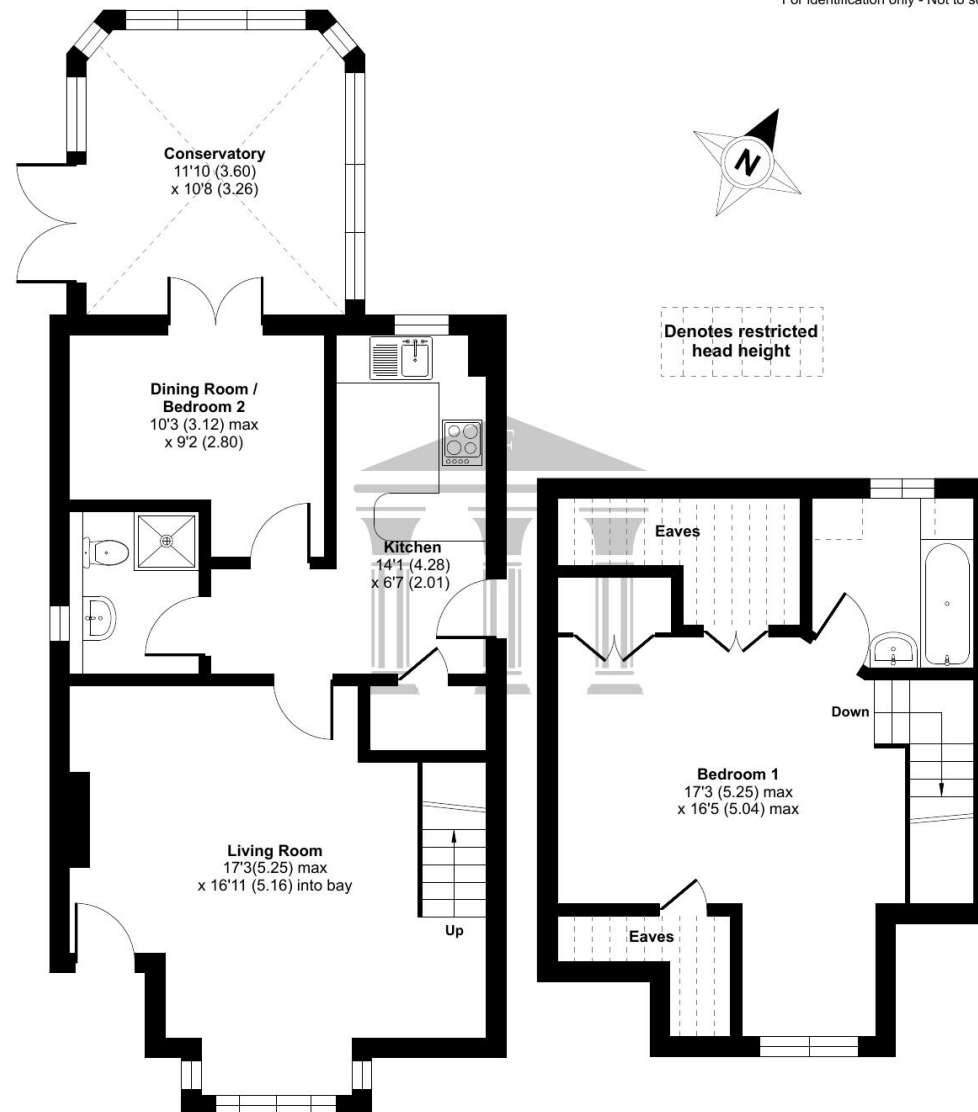 For identification only - Not to sc
Conservatory
11'10 (3.60)
x 10'8 (3.26)
N
Denotes restricted
head height
Dining Room /
Bedroom 2
10'3 (3.12) max
x 9'2 (2.80)
Kitchen
14'1 (4.28)
x 6'7 (2.01)
Eaves
Down
Bedroom 1
17'3 (5.25) max
x 16'5 (5.04) max
Living Room
17'3(5.25) max
x 16'11 (5.16) into bay
Up
Eaves